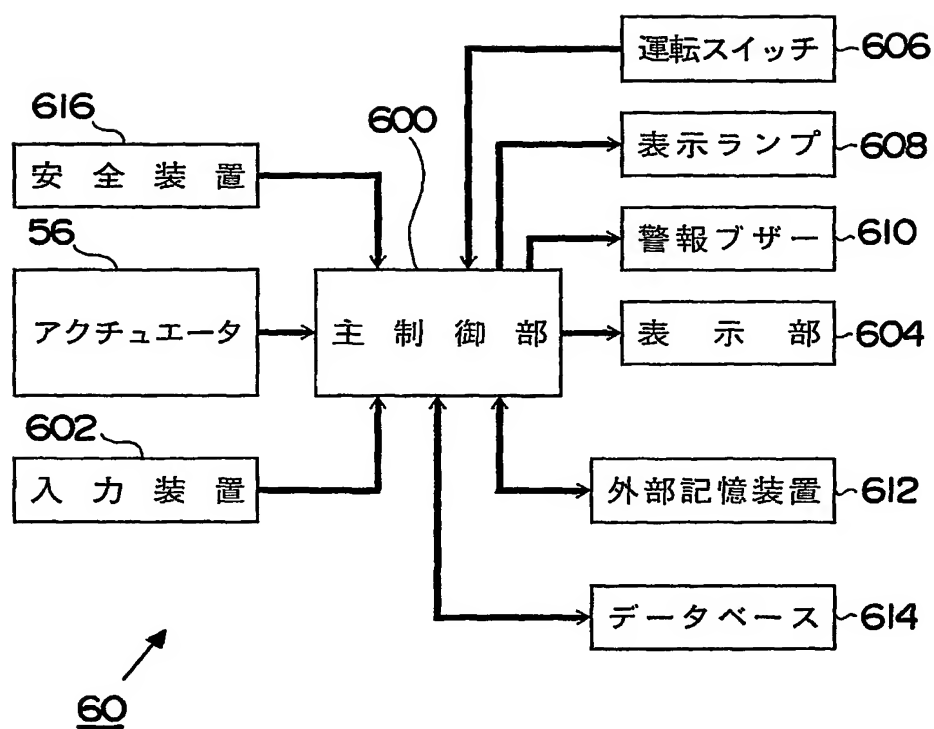 運転スイッチ 606
616
600
表示ランプ 608
安全装置
警報ブザー 610
56
アクチュエータ
主制御部
表示部 604
602
入力装置
外部記憶装置 612
データベース 614
60